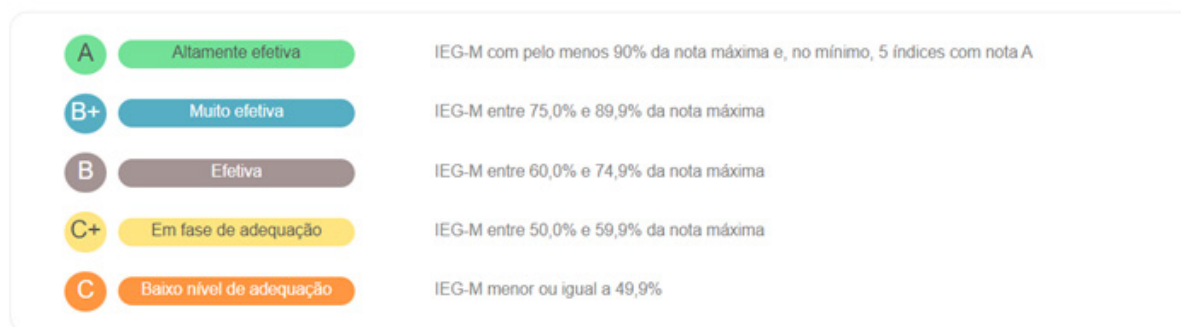 A Altamente efetiva IEG-M com pelo menos 90% da nota máxima e, no mínimo, 5 índices com nota A
B+ Muito efetiva IEG-M entre 75,0% e 89,9% da nota máxima
B Efetiva IEG-M entre 60,0% e 74,9% da nota máxima
C+ Em fase de adequação IEG-M entre 50,0% e 59,9% da nota máxima
C Baixo nível de adequação IEG-M menor ou igual a 49,9%